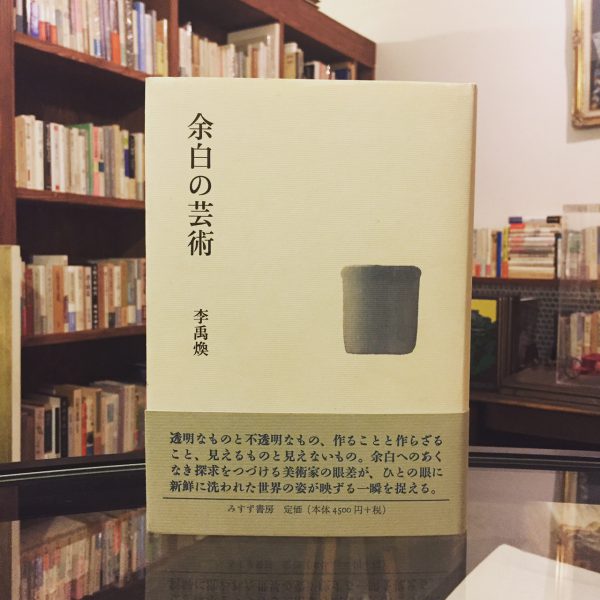 余白の芸術
李禹煥
透明なものと不透明なもの、作ることと作らざる
こと、見えるものと見えないもの。余白へのあく
なき探求をつづける美術家の眼差が、ひとの眼に
新鮮に洗われた世界の姿が映ずる一瞬を捉える。
みすず書房 定価（本体4500円+税）